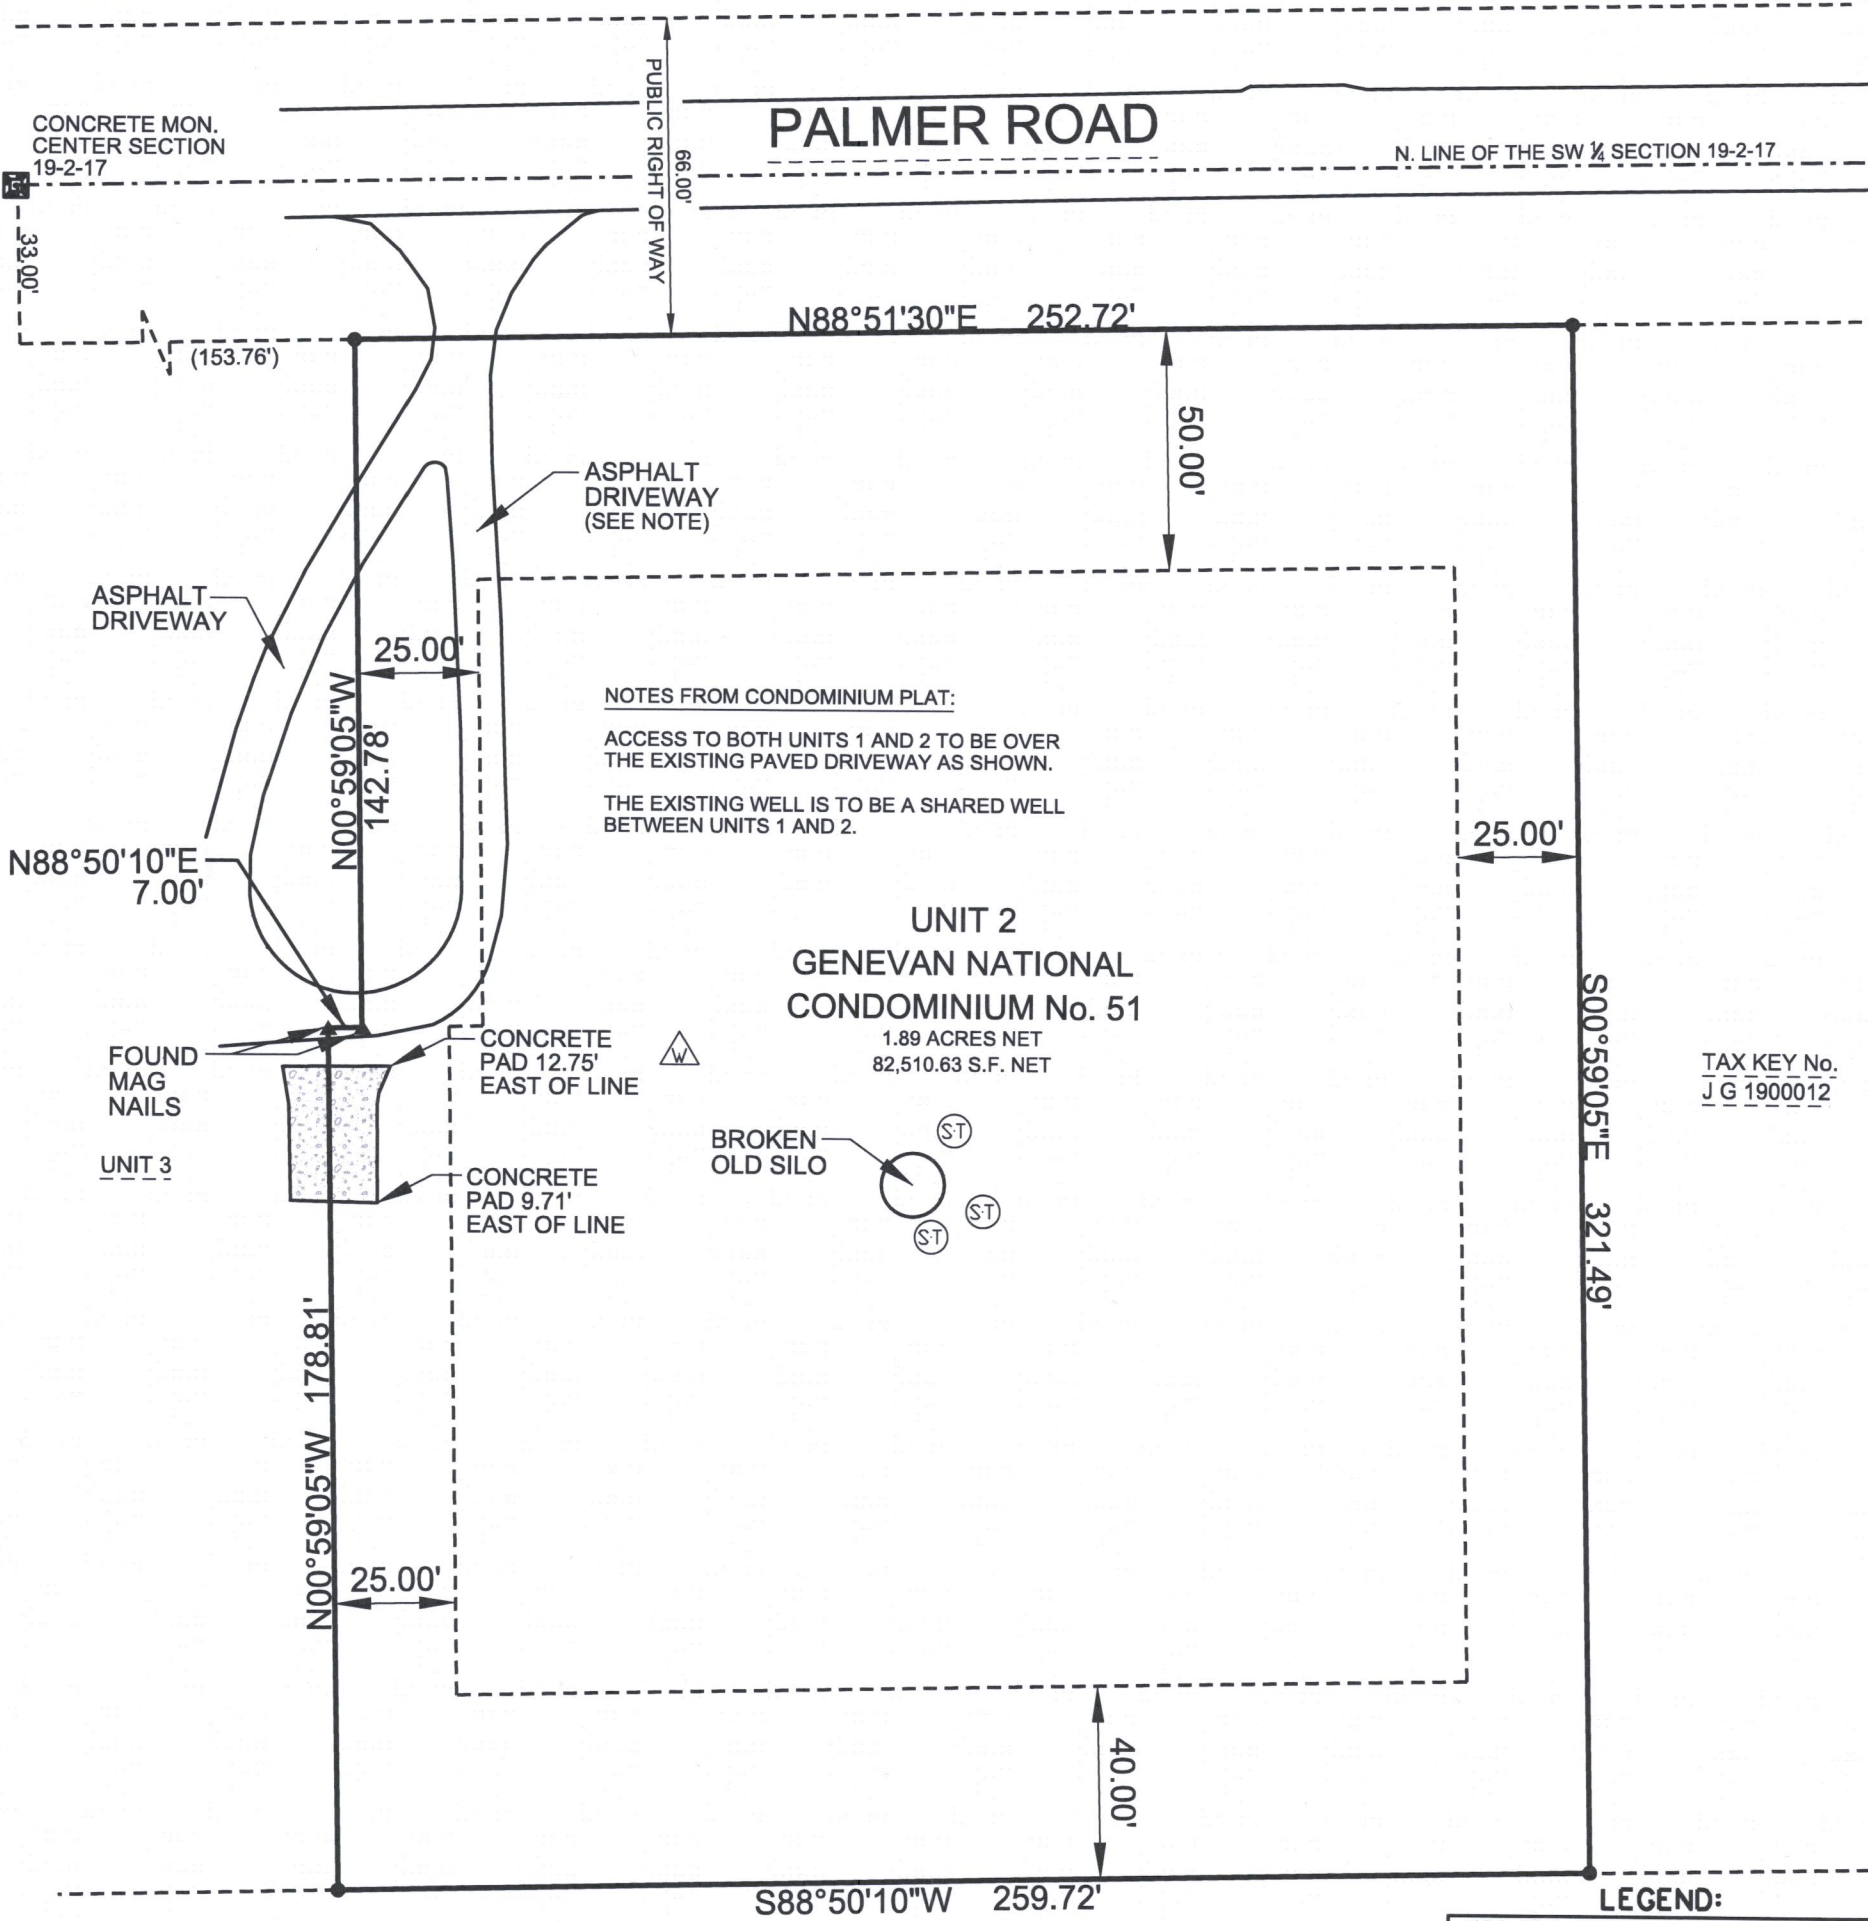 PUBLIC RIGHT OF WAY
66.00'
PALMER ROAD
CONCRETE MON.
CENTER SECTION
19-2-17
N. LINE OF THE SW ¼ SECTION 19-2-17
33.00'
(153.76')
N88°51'30"E 252.72'
50.00'
ASPHALT
DRIVEWAY
(SEE NOTE)
ASPHALT
DRIVEWAY
25.00'
N00°59'05"W
142.78'
NOTES FROM CONDOMINIUM PLAT:
ACCESS TO BOTH UNITS 1 AND 2 TO BE OVER
THE EXISTING PAVED DRIVEWAY AS SHOWN.
THE EXISTING WELL IS TO BE A SHARED WELL
BETWEEN UNITS 1 AND 2.
25.00'
N88°50'10"E
7.00'
UNIT 2
GENEVAN NATIONAL
CONDOMINIUM No. 51
1.89 ACRES NET
82,510.63 S.F. NET
S00°59'05"E 321.49'
TAX KEY No.
J G 1900012
FOUND
MAG
NAILS
CONCRETE
PAD 12.75'
EAST OF LINE
W
UNIT 3
CONCRETE
PAD 9.71'
EAST OF LINE
BROKEN
OLD SILO
S·T
S·T
S·T
N00°59'05"W 178.81'
25.00'
40.00'
S88°50'10"W 259.72'
LEGEND: